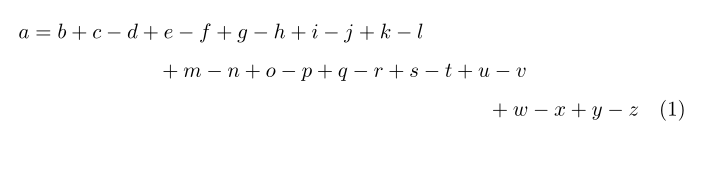 a = b + c − d + e − f + g − h + i − j + k − l
+ m − n + o − p + q − r + s − t + u − v
+ w − x + y − z (1)